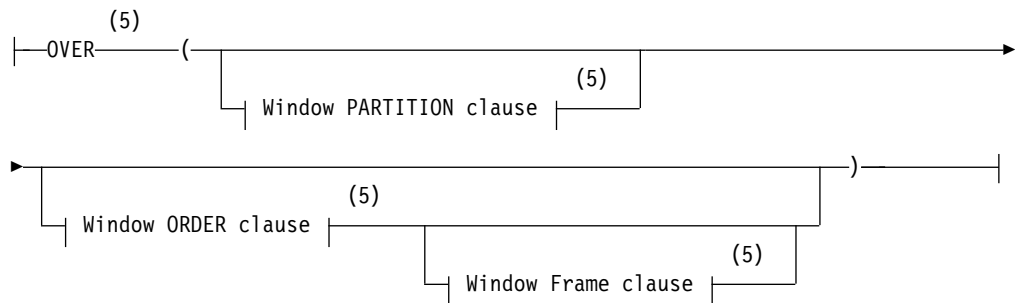 (5)
OVER (
(5)
Window PARTITION clause
)
(5)
Window ORDER clause
(5)
Window Frame clause